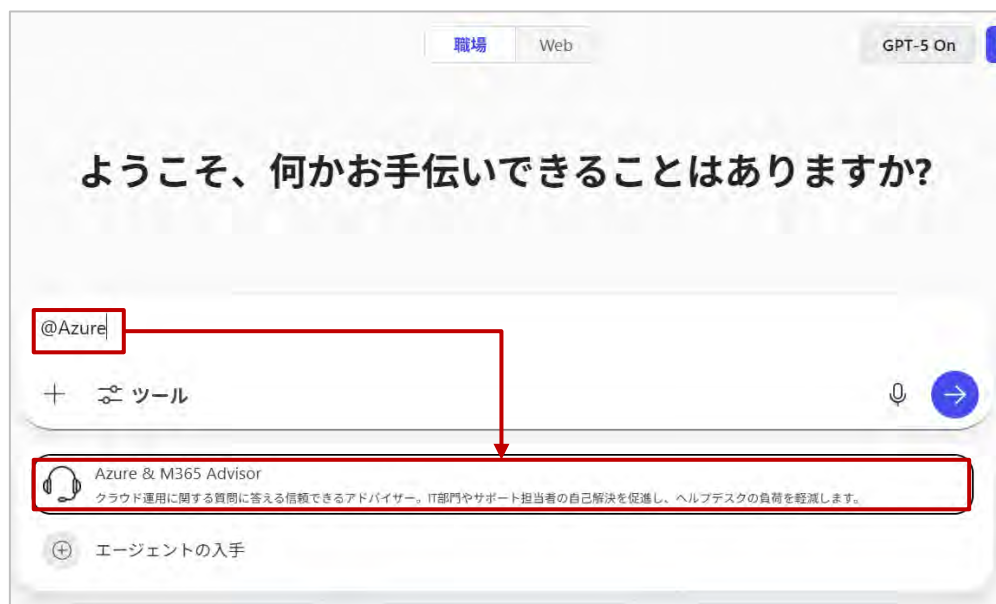 職場 Web GPT-5 On
ようこそ、何かお手伝いできることはありますか?
@Azure
ツール
Azure & M365 Advisor
クラウド運用に関する質問に答える信頼できるアドバイザー。IT部門やサポート担当者の自己解決を促進し、ヘルプデスクの負荷を軽減します。
エージェントの入手